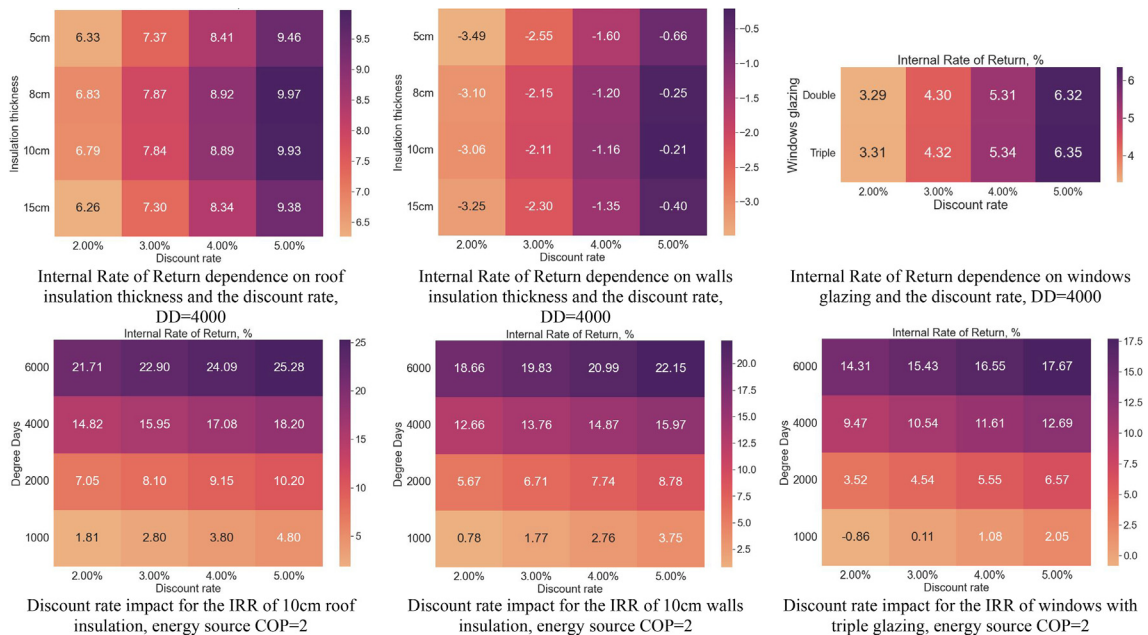 5cm 6.33 7.37 8.41 9.46
8cm 6.83 7.87 8.92 9.97
10cm 6.79 7.84 8.89 9.93
15cm 6.26 7.30 8.34 9.38
2.00% 3.00% 4.00% 5.00%
Insulation thickness
Discount rate
9.5
9.0
8.5
8.0
7.5
7.0
6.5
Internal Rate of Return dependence on roof
insulation thickness and the discount rate,
DD=4000
5cm -3.49 -2.55 -1.60 -0.66
8cm -3.10 -2.15 -1.20 -0.25
10cm -3.06 -2.11 -1.16 -0.21
15cm -3.25 -2.30 -1.35 -0.40
2.00% 3.00% 4.00% 5.00%
Insulation thickness
Discount rate
-0.5
-1.0
-1.5
-2.0
-2.5
-3.0
Internal Rate of Return dependence on walls
insulation thickness and the discount rate,
DD=4000
Internal Rate of Return, %
Double 3.29 4.30 5.31 6.32
Triple 3.31 4.32 5.34 6.35
2.00% 3.00% 4.00% 5.00%
Windows glazing
Discount rate
6
5
4
Internal Rate of Return dependence on windows
glazing and the discount rate, DD=4000
Internal Rate of Return, %
6000 21.71 22.90 24.09 25.28
4000 14.82 15.95 17.08 18.20
2000 7.05 8.10 9.15 10.20
1000 1.81 2.80 3.80 4.80
2.00% 3.00% 4.00% 5.00%
Degree Days
Discount rate
25
20
15
10
5
Discount rate impact for the IRR of 10cm roof
insulation, energy source COP=2
Internal Rate of Return, %
6000 18.66 19.83 20.99 22.15
4000 12.66 13.76 14.87 15.97
2000 5.67 6.71 7.74 8.78
1000 0.78 1.77 2.76 3.75
2.00% 3.00% 4.00% 5.00%
Degree Days
Discount rate
20.0
17.5
15.0
12.5
10.0
7.5
5.0
2.5
Discount rate impact for the IRR of 10cm walls
insulation, energy source COP=2
Internal Rate of Return, %
6000 14.31 15.43 16.55 17.67
4000 9.47 10.54 11.61 12.69
2000 3.52 4.54 5.55 6.57
1000 -0.86 0.11 1.08 2.05
2.00% 3.00% 4.00% 5.00%
Degree Days
Discount rate
17.5
15.0
12.5
10.0
7.5
5.0
2.5
0.0
Discount rate impact for the IRR of windows with
triple glazing, energy source COP=2